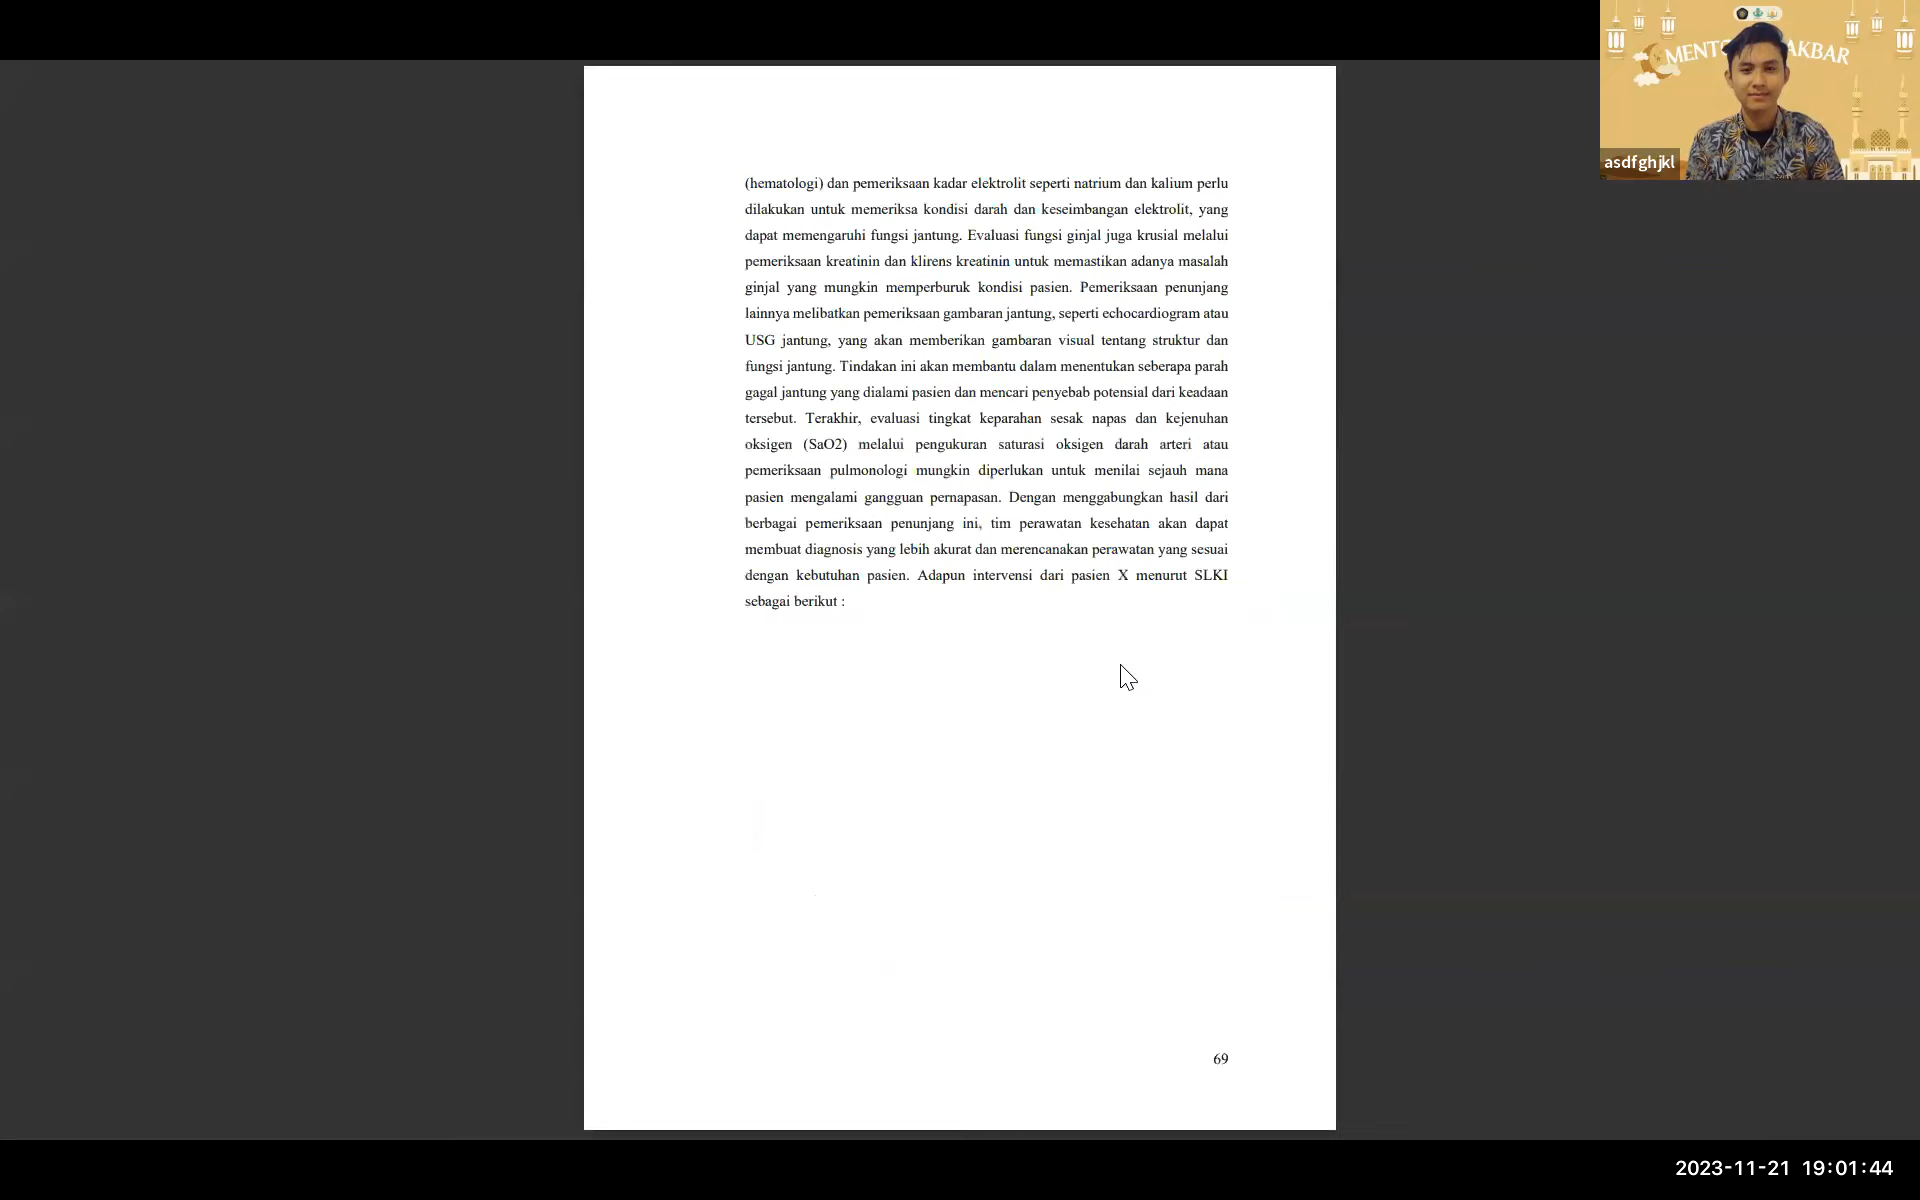 MENTO AKBAR
asdfghjkl
(hematologi) dan pemeriksaan kadar elektrolit seperti natrium dan kalium perlu
dilakukan untuk memeriksa kondisi darah dan keseimbangan elektrolit, yang
dapat memengaruhi fungsi jantung. Evaluasi fungsi ginjal juga krusial melalui
pemeriksaan kreatinin dan klirens kreatinin untuk memastikan adanya masalah
ginjal yang mungkin memperburuk kondisi pasien. Pemeriksaan penunjang
lainnya melibatkan pemeriksaan gambaran jantung, seperti echocardiogram atau
USG jantung, yang akan memberikan gambaran visual tentang struktur dan
fungsi jantung. Tindakan ini akan membantu dalam menentukan seberapa parah
gagal jantung yang dialami pasien dan mencari penyebab potensial dari keadaan
tersebut. Terakhir, evaluasi tingkat keparahan sesak napas dan kejenuhan
oksigen (SaO2) melalui pengukuran saturasi oksigen darah arteri atau
pemeriksaan pulmonologi mungkin diperlukan untuk menilai sejauh mana
pasien mengalami gangguan pernapasan. Dengan menggabungkan hasil dari
berbagai pemeriksaan penunjang ini, tim perawatan kesehatan akan dapat
membuat diagnosis yang lebih akurat dan merencanakan perawatan yang sesuai
dengan kebutuhan pasien. Adapun intervensi dari pasien X menurut SLKI
sebagai berikut :
69
2023-11-21 19:01:44